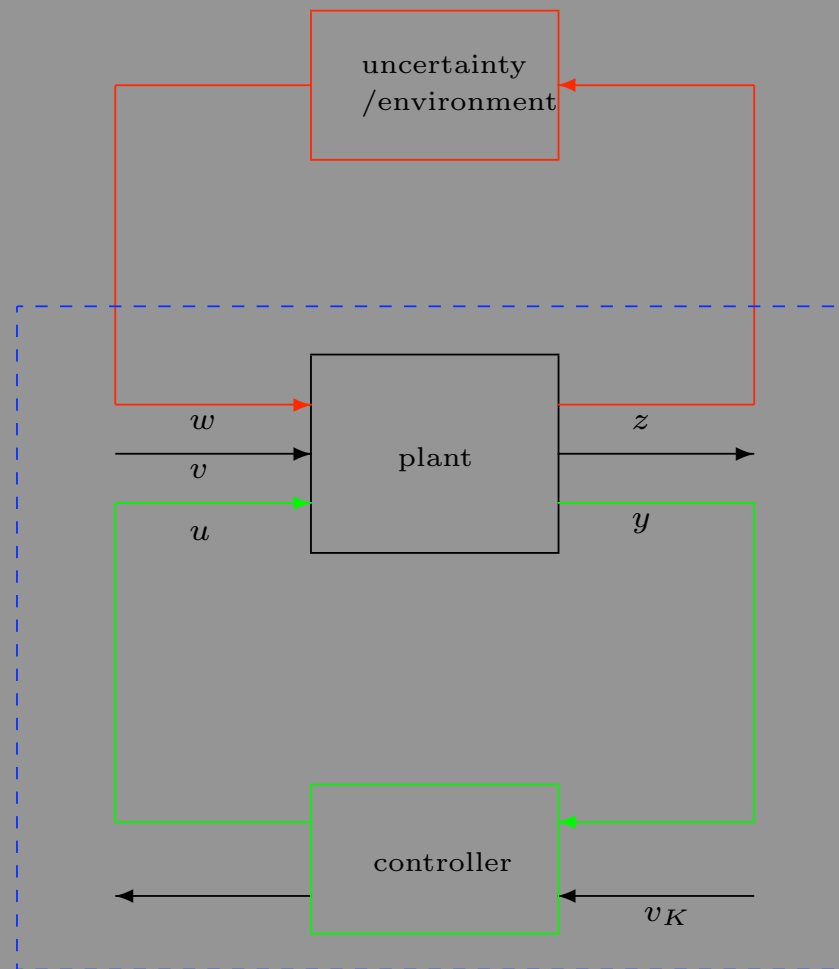 uncertainty
/environment
w
z
v
plant
u
y
controller
v_K